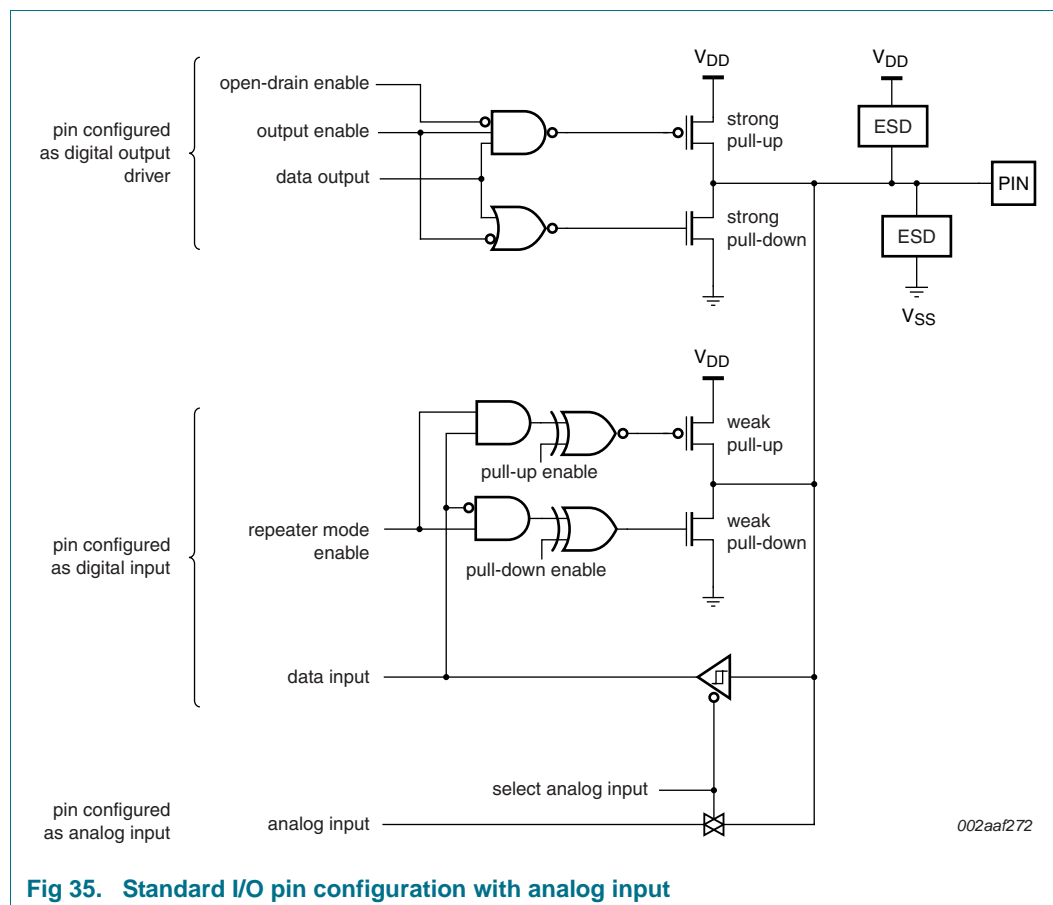 pin configured
as digital output
driver
open-drain enable
output enable
data output
VDD
strong
pull-up
strong
pull-down
VDD
ESD
PIN
ESD
VSS
pin configured
as digital input
repeater mode
enable
pull-up enable
pull-down enable
VDD
weak
pull-up
weak
pull-down
data input
select analog input
pin configured
as analog input
analog input
002aaf272
Fig 35. Standard I/O pin configuration with analog input